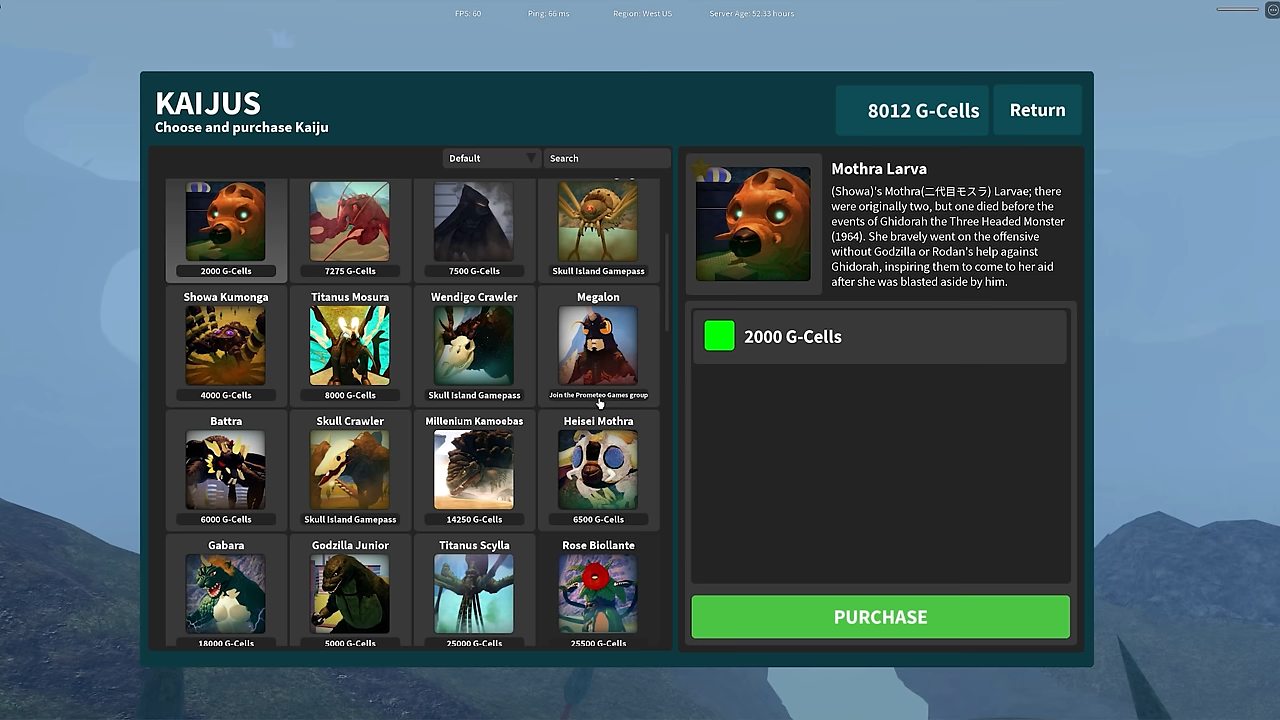 FPS: 60 Ping: 66 ms Region: West US Server Age: 52.33 hours
KAIJUS
Choose and purchase Kaiju
8012 G-Cells
Return
Default
Search
2000 G-Cells
7275 G-Cells
7500 G-Cells
Skull Island Gamepass
Showa Kumonga
Titanus Mosura
Wendigo Crawler
Megalon
4000 G-Cells
8000 G-Cells
Skull Island Gamepass
Join the Prometeo Games group
Battra
Skull Crawler
Millenium Kamoebas
Heisei Mothra
6000 G-Cells
Skull Island Gamepass
14250 G-Cells
6500 G-Cells
Gabara
Godzilla Junior
Titanus Scylla
Rose Biollante
18000 G-Cells
5000 G-Cells
25000 G-Cells
25500 G-Cells
Mothra Larva
(Showa)'s Mothra(二代目モスラ) Larvae; there
were originally two, but one died before the
events of Ghidorah the Three Headed Monster
(1964). She bravely went on the offensive
without Godzilla or Rodan's help against
Ghidorah, inspiring them to come to her aid
after she was blasted aside by him.
2000 G-Cells
PURCHASE